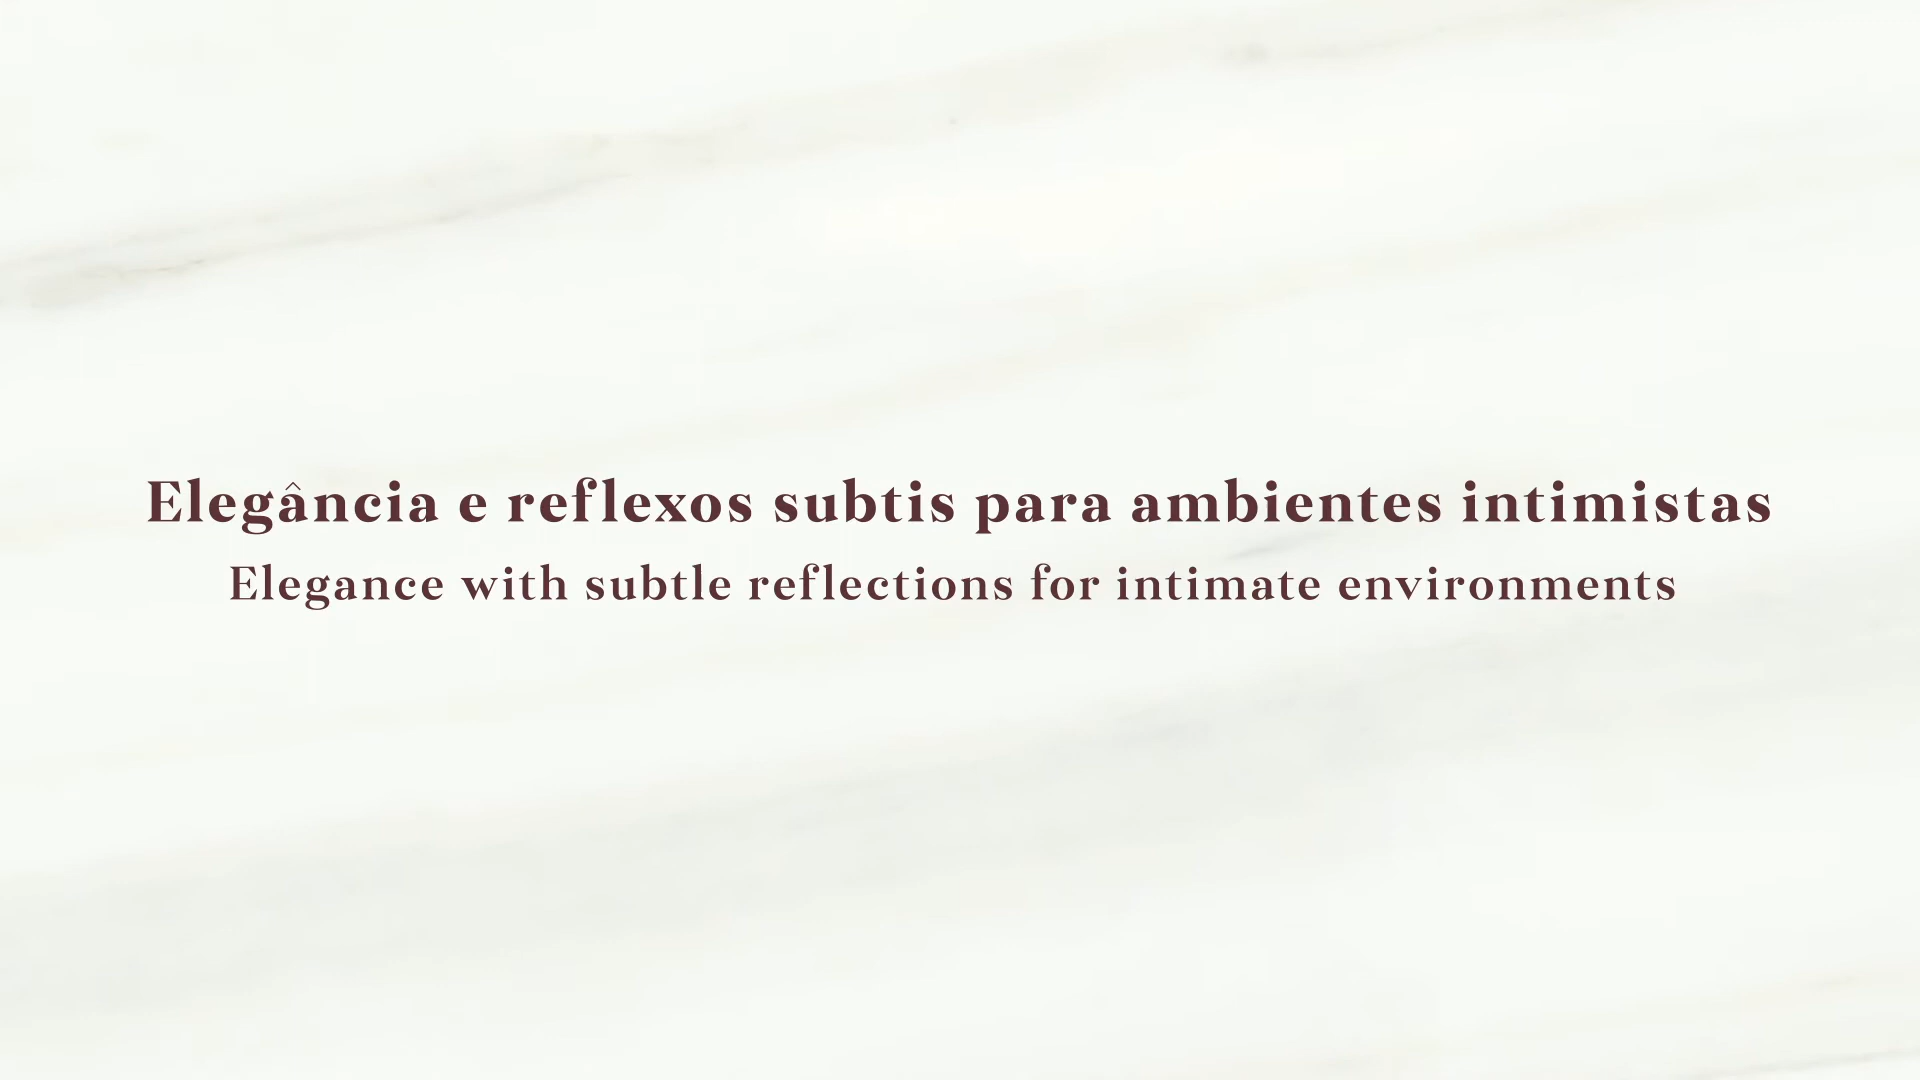 Elegância e reflexos subtis para ambientes intimistas
Elegance with subtle reflections for intimate environments